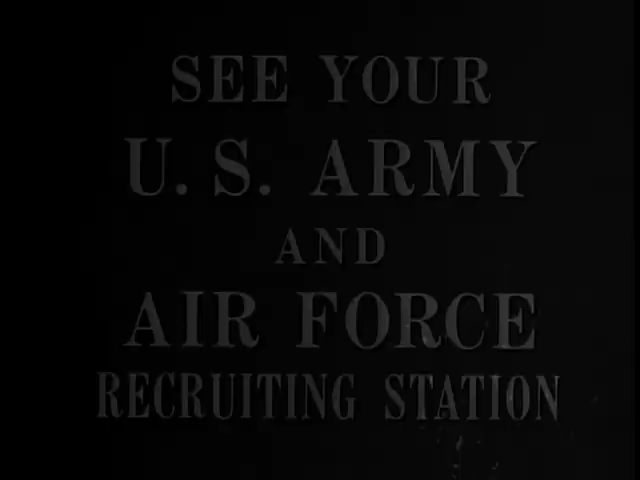 SEE YOUR
U.S. ARMY
AND
AIR FORCE
RECRUITING STATION